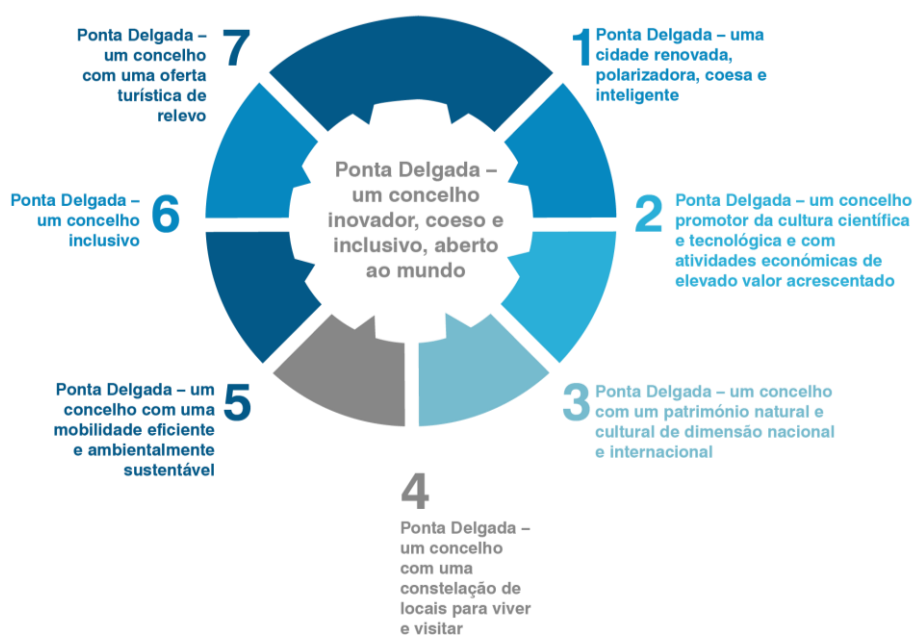 Ponta Delgada –
um concelho
inovador, coeso e
inclusivo, aberto
ao mundo
1
Ponta Delgada – uma
cidade renovada,
polarizadora, coesa e
inteligente
2
Ponta Delgada – um concelho
promotor da cultura científica
e tecnológica e com
atividades económicas de
elevado valor acrescentado
3
Ponta Delgada – um concelho
com um património natural e
cultural de dimensão nacional
e internacional
4
Ponta Delgada –
um concelho
com uma
constelação de
locais para viver
e visitar
5
Ponta Delgada – um
concelho com uma
mobilidade eficiente
e ambientalmente
sustentável
6
Ponta Delgada –
um concelho
inclusivo
7
Ponta Delgada –
um concelho
com uma oferta
turística de
relevo